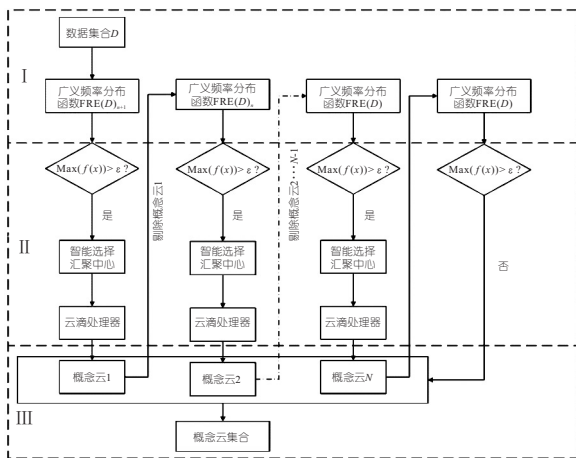 I
数据集合D
广义频率分布
函数FRE(D)n+1
广义频率分布
函数FRE(D)n
广义频率分布
函数FRE(D)
广义频率分布
函数FRE(D)
II
Max(f(x))> ε ?
Max(f(x))> ε ?
Max(f(x))> ε ?
Max(f(x))> ε ?
剔除概念云1
剔除概念云2…N-1
是
是
是
否
智能选择
汇聚中心
智能选择
汇聚中心
智能选择
汇聚中心
云滴处理器
云滴处理器
云滴处理器
III
概念云1
概念云2
概念云N
概念云集合